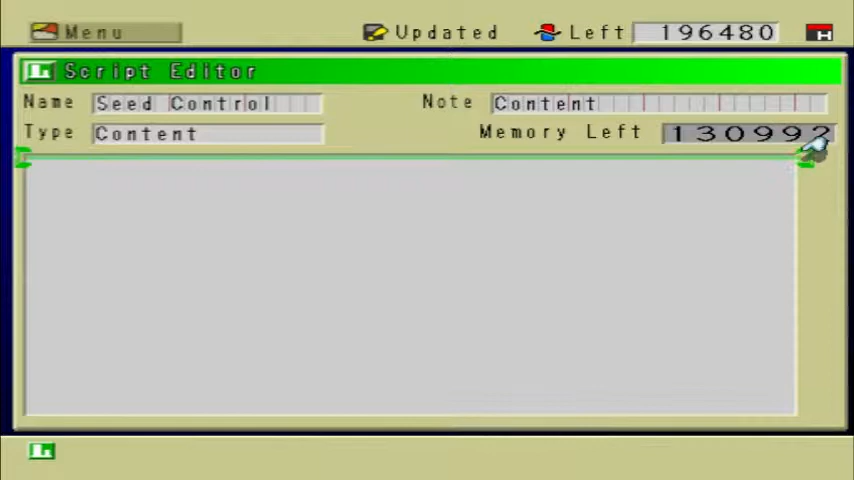 Menu Updated Left 196480
Script Editor
Name Seed Control Note Content
Type Content Memory Left 130992